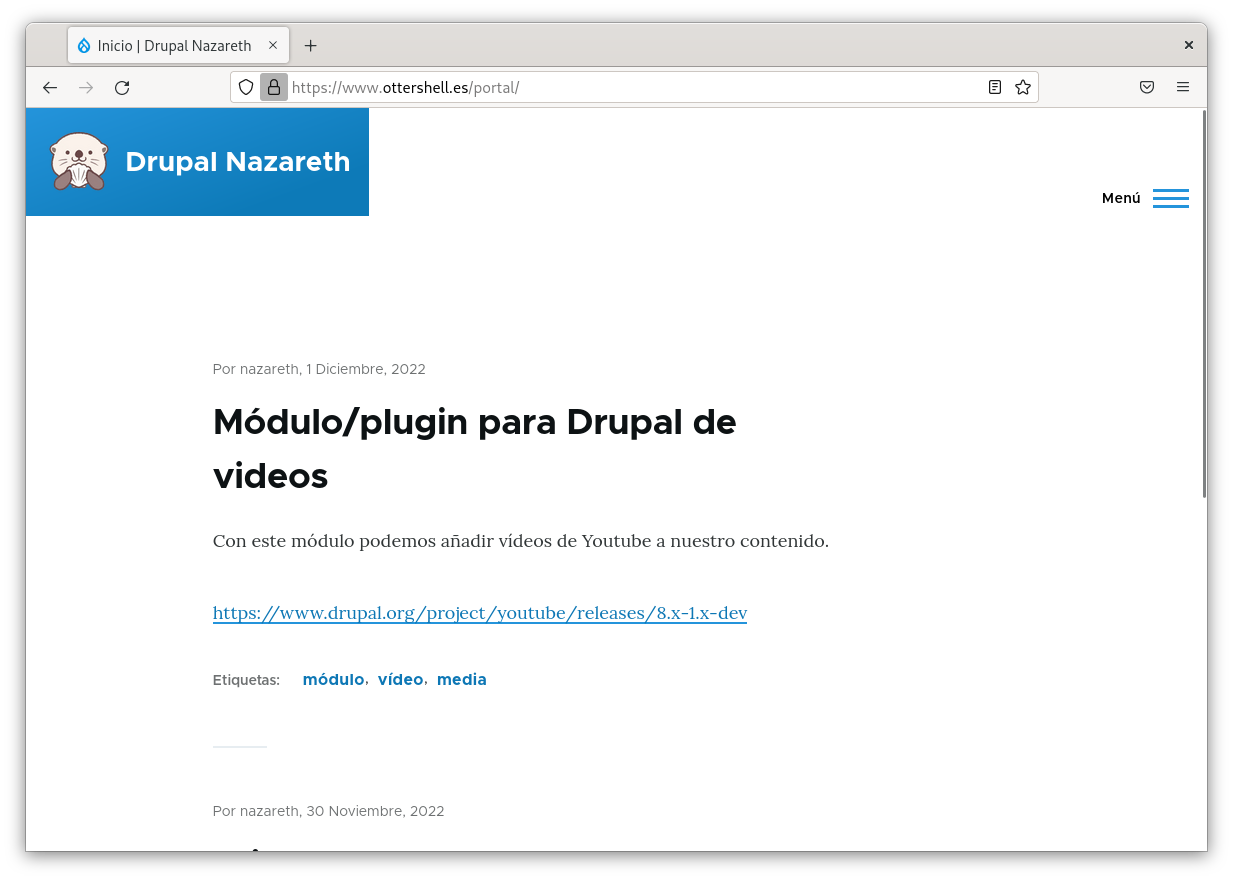 Inicio | Drupal Nazareth
https://www.ottershell.es/portal/
Drupal Nazareth
Menú
Por nazareth, 1 Diciembre, 2022
Módulo/plugin para Drupal de
videos
Con este módulo podemos añadir vídeos de Youtube a nuestro contenido.
https://www.drupal.org/project/youtube/releases/8.x-1.x-dev
Etiquetas: módulo, vídeo, media
Por nazareth, 30 Noviembre, 2022